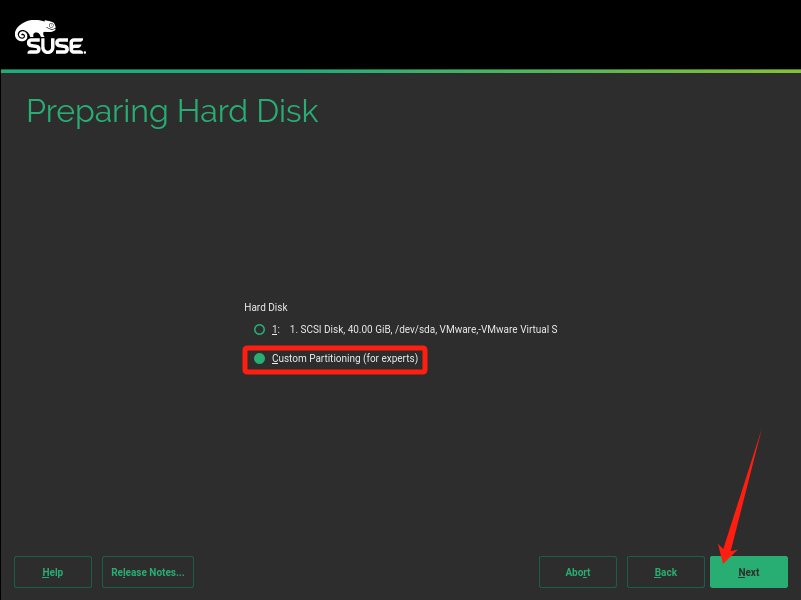 SUSE.
Preparing Hard Disk
Hard Disk
1: 1. SCSI Disk, 40.00 GiB, /dev/sda, VMware,-VMware Virtual S
Custom Partitioning (for experts)
Help Release Notes... Abort Back Next